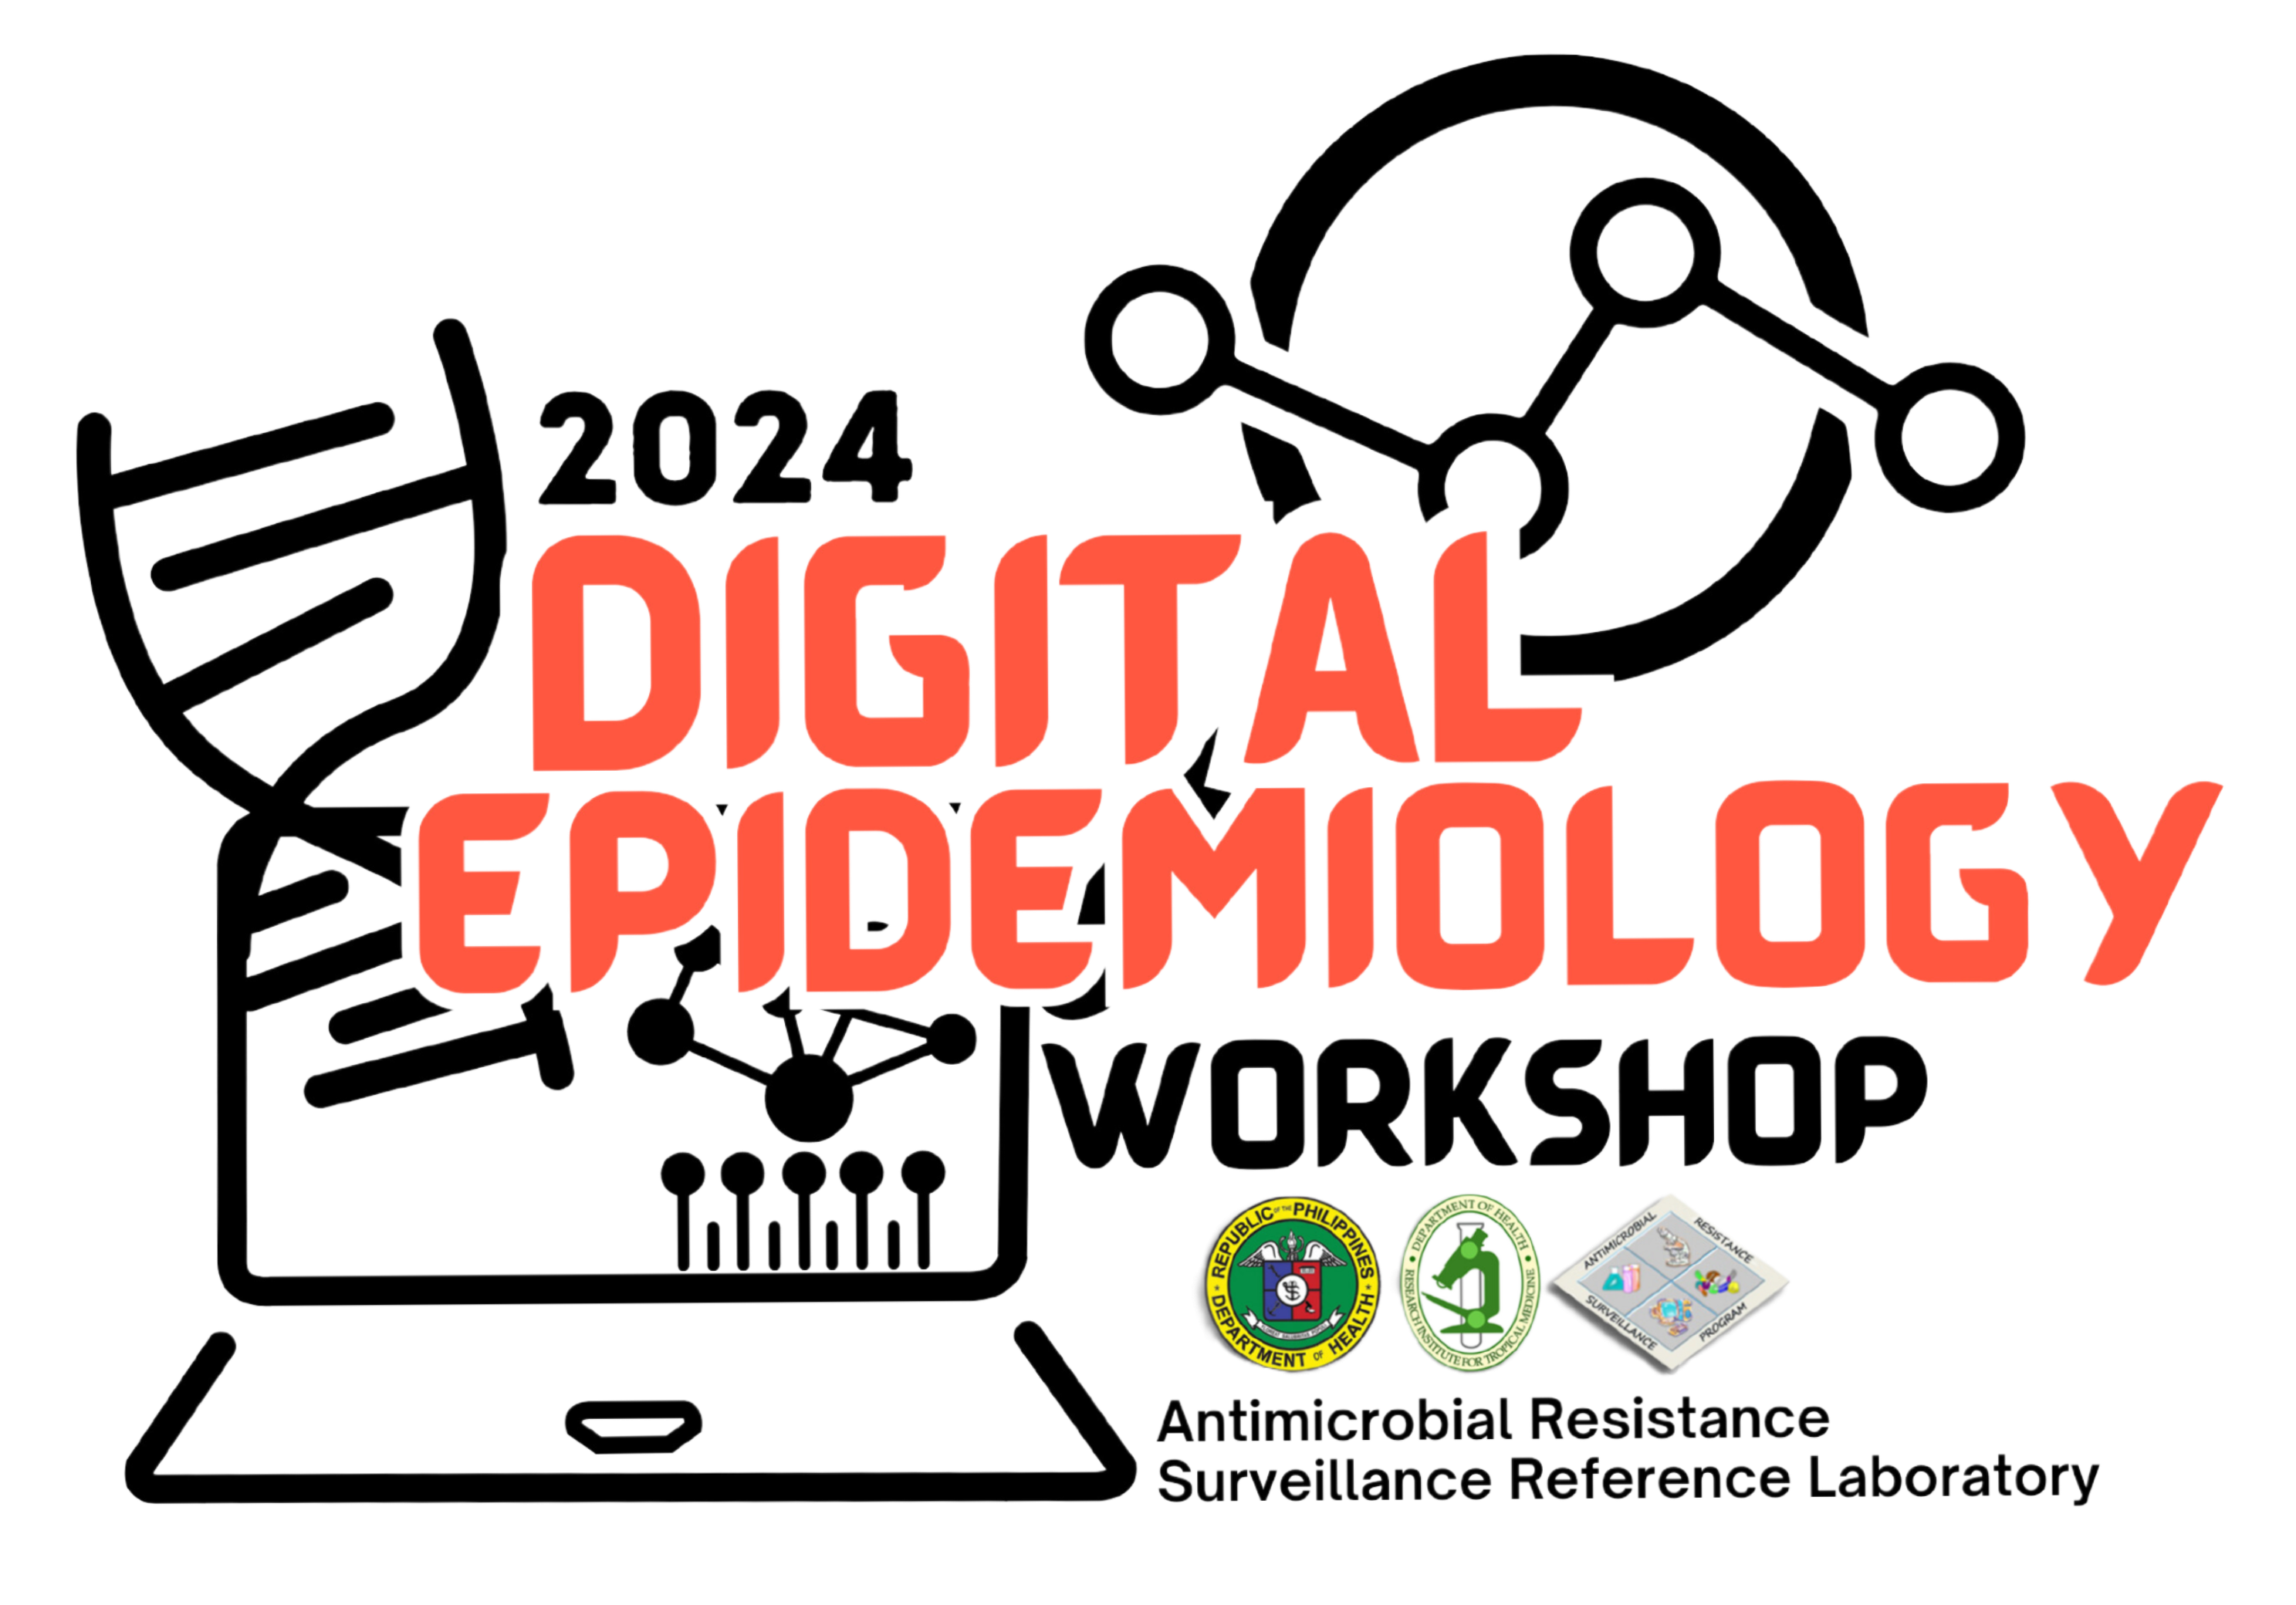 2024
DIGITAL
EPIDEMIOLOGY
WORKSHOP
REPUBLIC OF THE PHILIPPINES
DEPARTMENT OF HEALTH
DEPARTMENT OF HEALTH
RESEARCH INSTITUTE FOR TROPICAL MEDICINE
ANTIMICROBIAL
RESISTANCE
SURVEILLANCE
PROGRAM
Antimicrobial Resistance
Surveillance Reference Laboratory